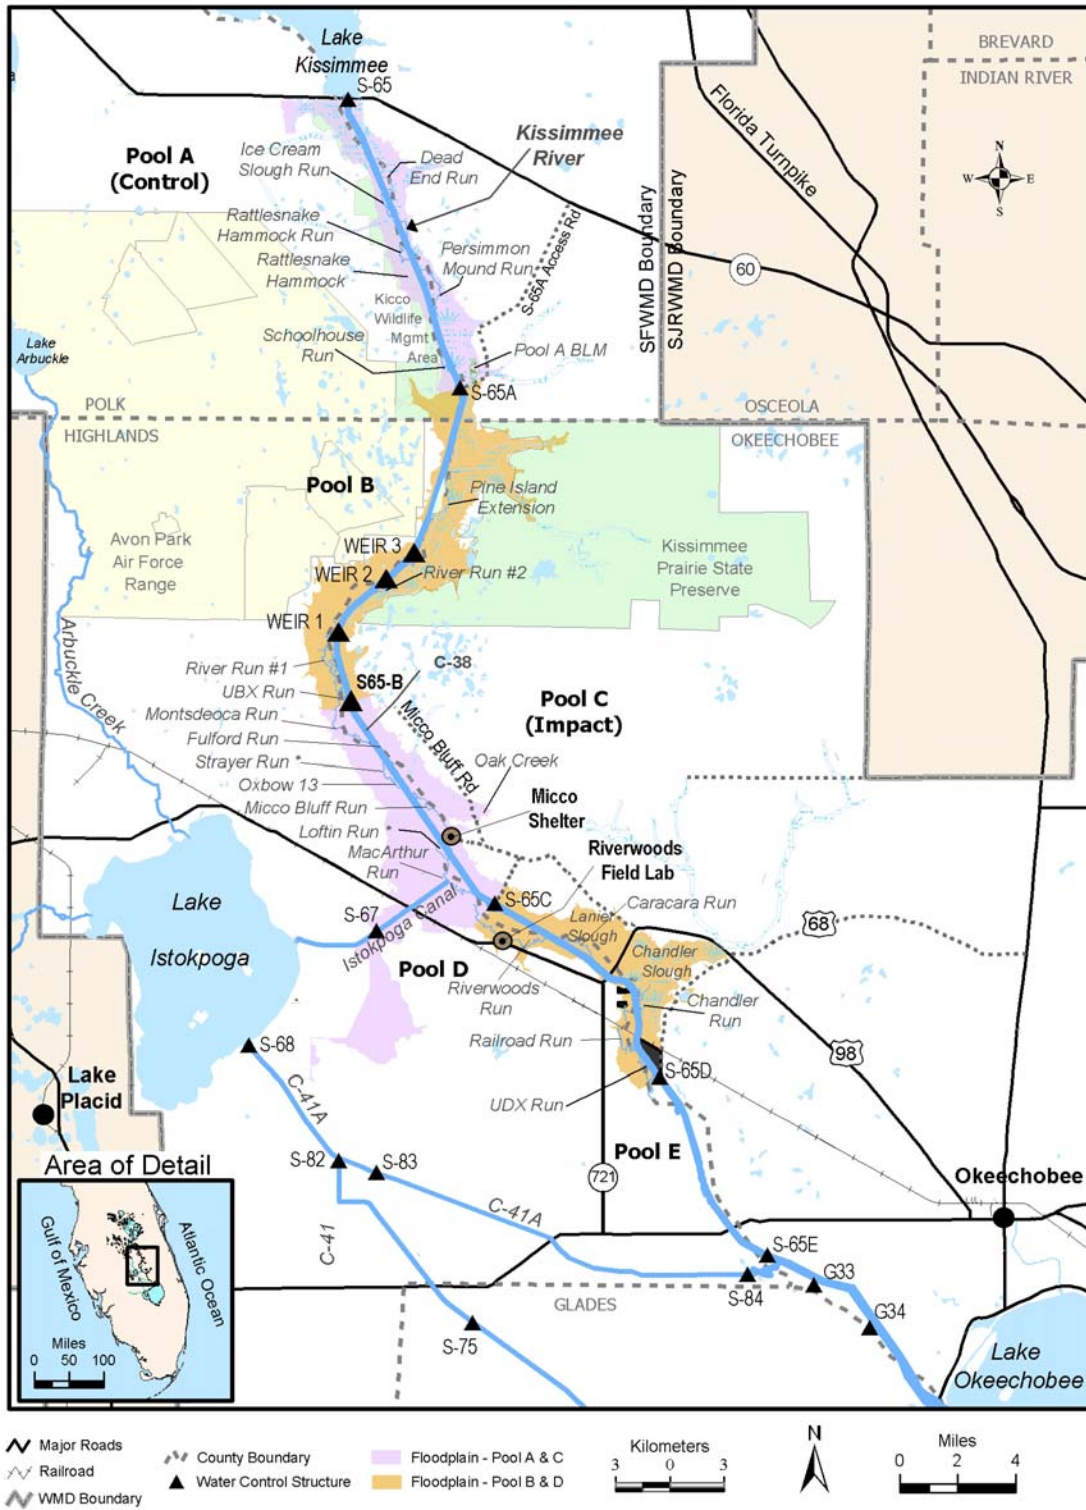 Lake
Kissimmee
S-65
BREVARD
INDIAN RIVER
Florida Turnpike
Kissimmee
River
N
W
E
S
Pool A
(Control)
Ice Cream
Slough Run
Dead
End Run
Rattlesnake
Hammock Run
Rattlesnake
Hammock
Persimmon
Mound Run
S-65A Access Rd
SFWMD Boundary
SJRWMD Boundary
60
Kicco
Wildlife
Mgmt
Area
Schoolhouse
Run
Pool A BLM
Lake
Arbuckle
S-65A
POLK
HIGHLANDS
OSCEOLA
OKEECHOBEE
Pool B
Pine Island
Extension
Avon Park
Air Force
Range
WEIR 3
WEIR 2
River Run #2
Kissimmee
Prairie State
Preserve
WEIR 1
Arbuckle Creek
River Run #1
UBX Run
S65-B
C-38
Montsdeoca Run
Fulford Run
Strayer Run *
Oxbow 13
Micco Bluff Run
Loftin Run *
MacArthur
Run
Micco Bluff Rd
Pool C
(Impact)
Oak Creek
Micco
Shelter
Riverwoods
Field Lab
Lake
Istokpoga
S-67
Istokpoga Canal
S-65C
Lanier
Slough
Caracara Run
68
Pool D
Riverwoods
Run
Chandler
Slough
Chandler
Run
Railroad Run
98
S-68
S-65D
UDX Run
Lake
Placid
C-41A
Pool E
S-82
S-83
721
Okeechobee
C-41
C-41A
S-65E
S-84
G33
GLADES
G34
S-75
Lake
Okeechobee
Area of Detail
Gulf of Mexico
Atlantic Ocean
Miles
0 50 100
Major Roads
Railroad
WMD Boundary
County Boundary
Water Control Structure
Floodplain - Pool A & C
Floodplain - Pool B & D
Kilometers
3 0 3
N
Miles
0 2 4